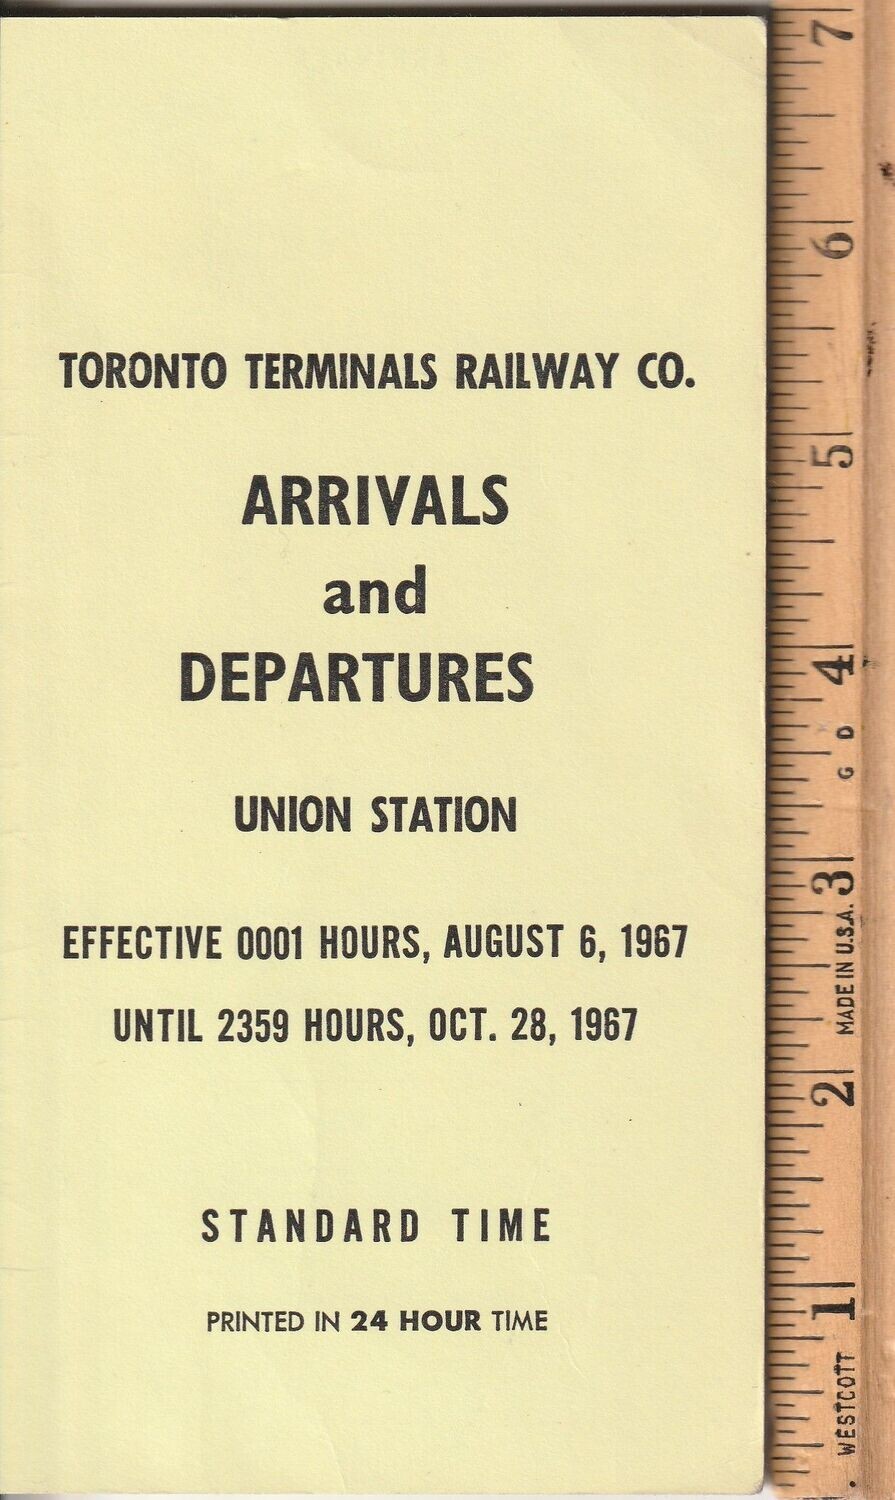 TORONTO TERMINALS RAILWAY CO.
ARRIVALS
and
DEPARTURES
UNION STATION
EFFECTIVE 0001 HOURS, AUGUST 6, 1967
UNTIL 2359 HOURS, OCT. 28, 1967
STANDARD TIME
PRINTED IN 24 HOUR TIME
7
6
5
4
G D
3
MADE IN U.S.A.
2
1
WESTCOTT